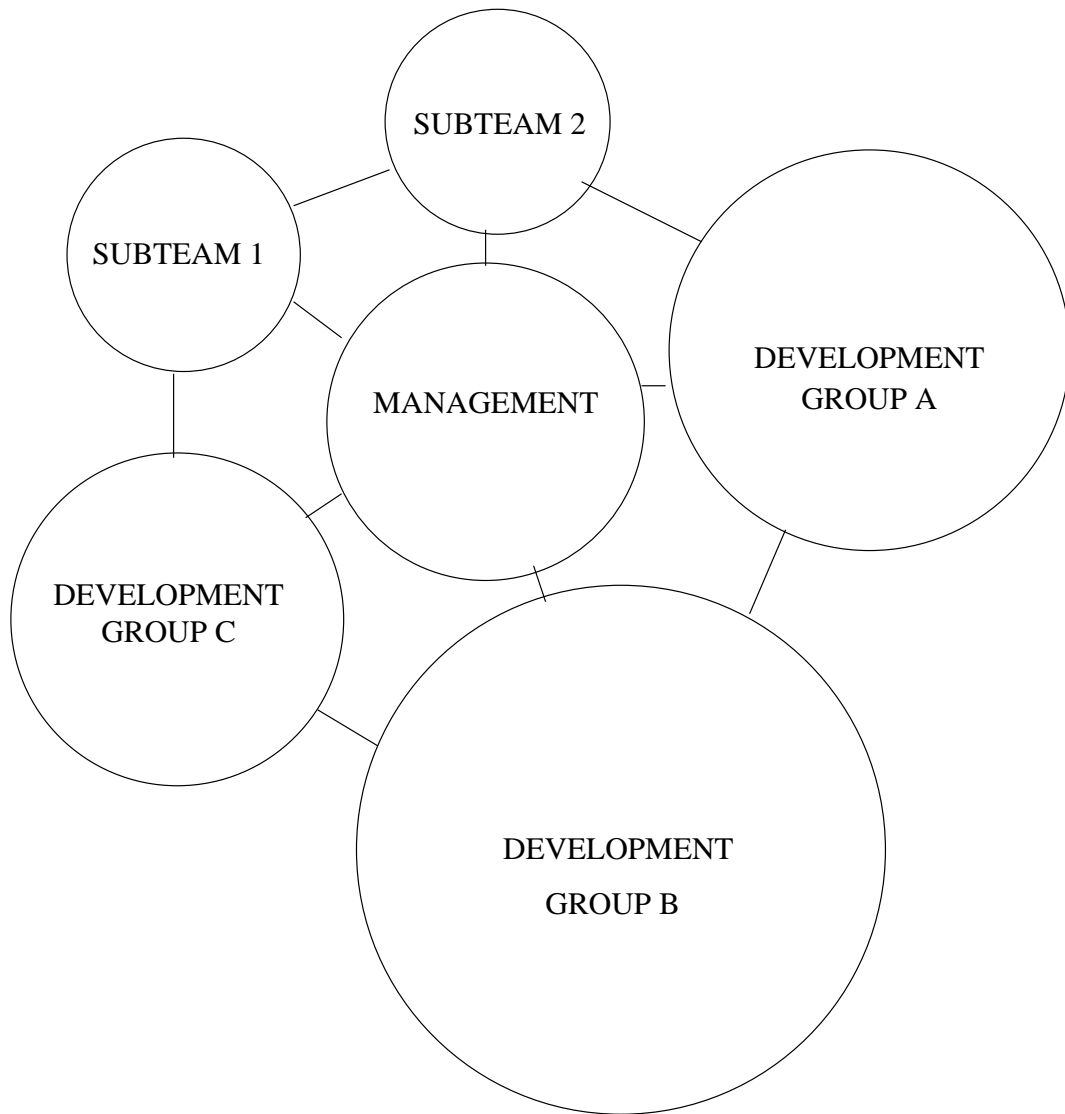 SUBTEAM 2
SUBTEAM 1
DEVELOPMENT
GROUP A
MANAGEMENT
DEVELOPMENT
GROUP C
DEVELOPMENT
GROUP B